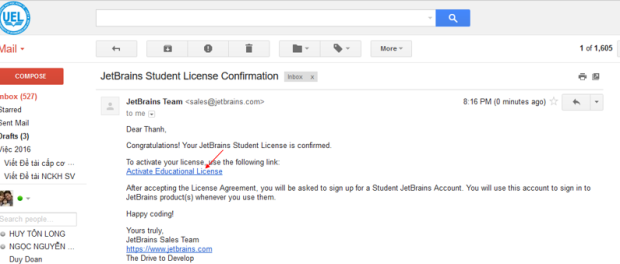 UEL
Mail
More
1 of 1,605
COMPOSE
Inbox (527)
Starred
Sent Mail
Drafts (3)
Việc 2016
Viết Đề tài cấp cơ ...
Viết Đề tài NCKH SV
Search people...
HUY TÔN LONG
NGỌC NGUYỄN ...
Duy Doan
JetBrains Student License Confirmation
Inbox x
JetBrains Team <sales@jetbrains.com>
8:16 PM (0 minutes ago)
to me
Dear Thanh,
Congratulations! Your JetBrains Student License is confirmed.
To activate your license, use the following link:
Activate Educational License
After accepting the License Agreement, you will be asked to sign up for a Student JetBrains Account. You will use this account to sign in to
JetBrains product(s) whenever you use them.
Happy coding!
Yours truly,
JetBrains Sales Team
https://www.jetbrains.com
The Drive to Develop